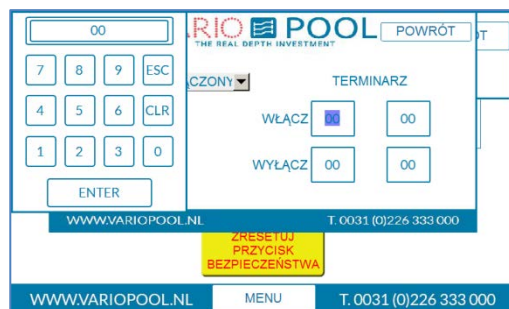 00
7 8 9 ESC
4 5 6 CLR
1 2 3 0
ENTER
RIO POOL
THE REAL DEPTH INVESTMENT
POWRÓT
TERMINARZ
WŁĄCZ 00 00
WYŁĄCZ 00 00
WWW.VARIOPOOL.NL T. 0031 (0)226 333 000
ZRESETUJ
PRZYCISK
BEZPIECZEŃSTWA
WWW.VARIOPOOL.NL MENU T. 0031 (0)226 333 000